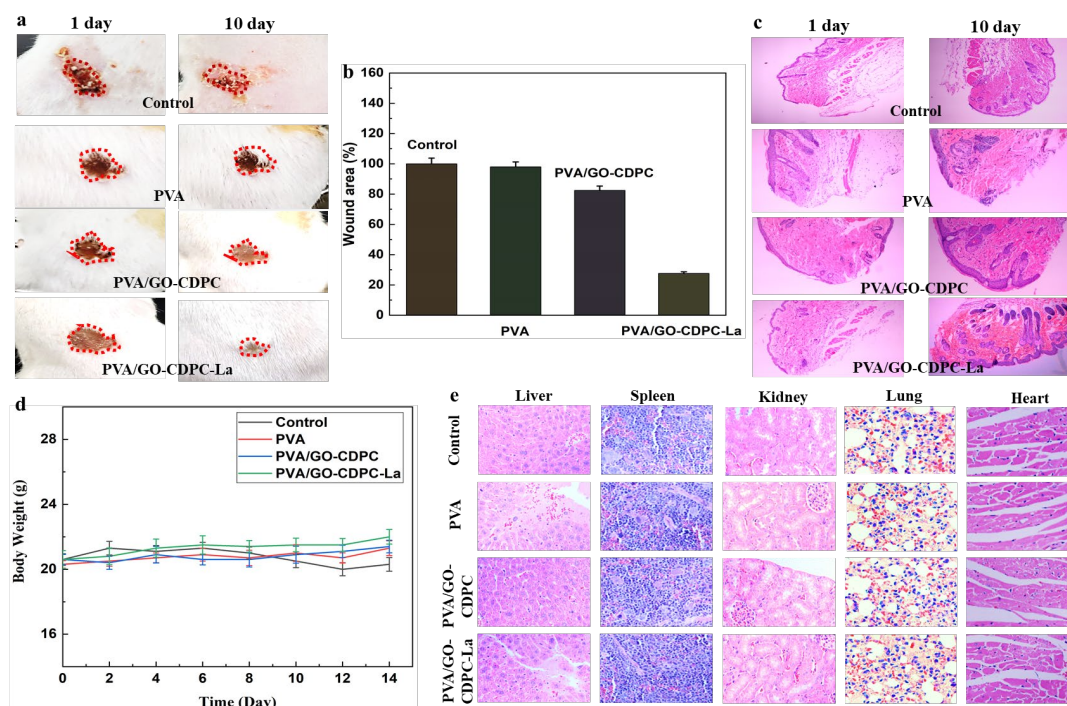 a
1 day
10 day
Control
PVA
PVA/GO-CDPC
PVA/GO-CDPC-La
b
160
140
120
100
80
60
40
20
0
Wound area (%)
Control
PVA/GO-CDPC
PVA
PVA/GO-CDPC-La
c
1 day
10 day
Control
PVA
PVA/GO-CDPC
PVA/GO-CDPC-La
d
Control
PVA
PVA/GO-CDPC
PVA/GO-CDPC-La
28
24
20
16
Body Weight (g)
0 2 4 6 8 10 12 14
Time (Day)
e
Liver Spleen Kidney Lung Heart
Control
PVA
PVA/GO-
CDPC
PVA/GO-
CDPC-La